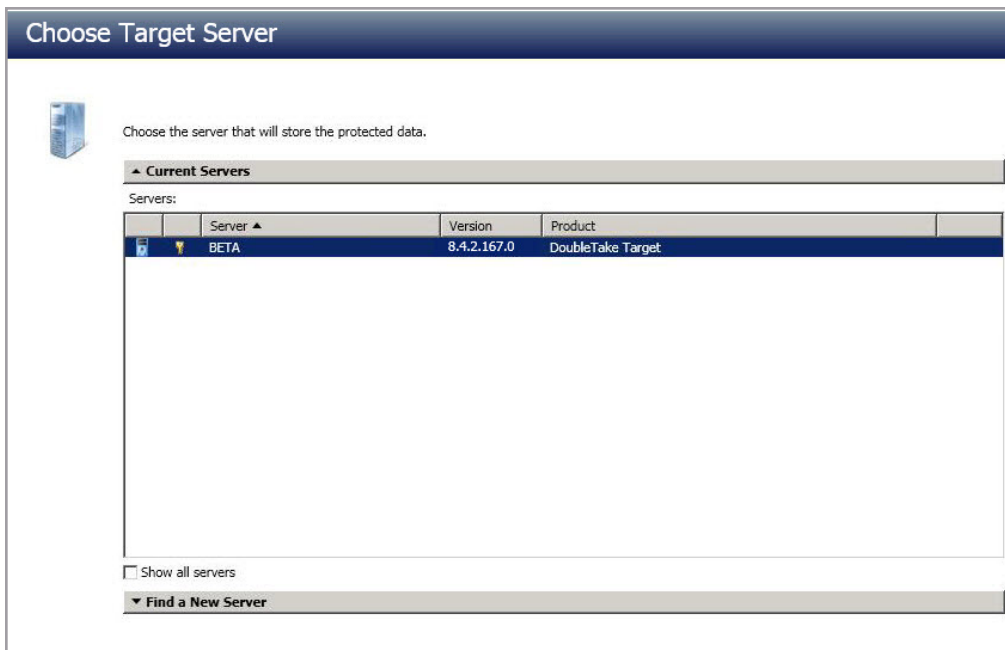 Choose Target Server
Choose the server that will store the protected data.
▲ Current Servers
Servers:
Server ▲ Version Product
BETA 8.4.2.167.0 DoubleTake Target
Show all servers
▼ Find a New Server